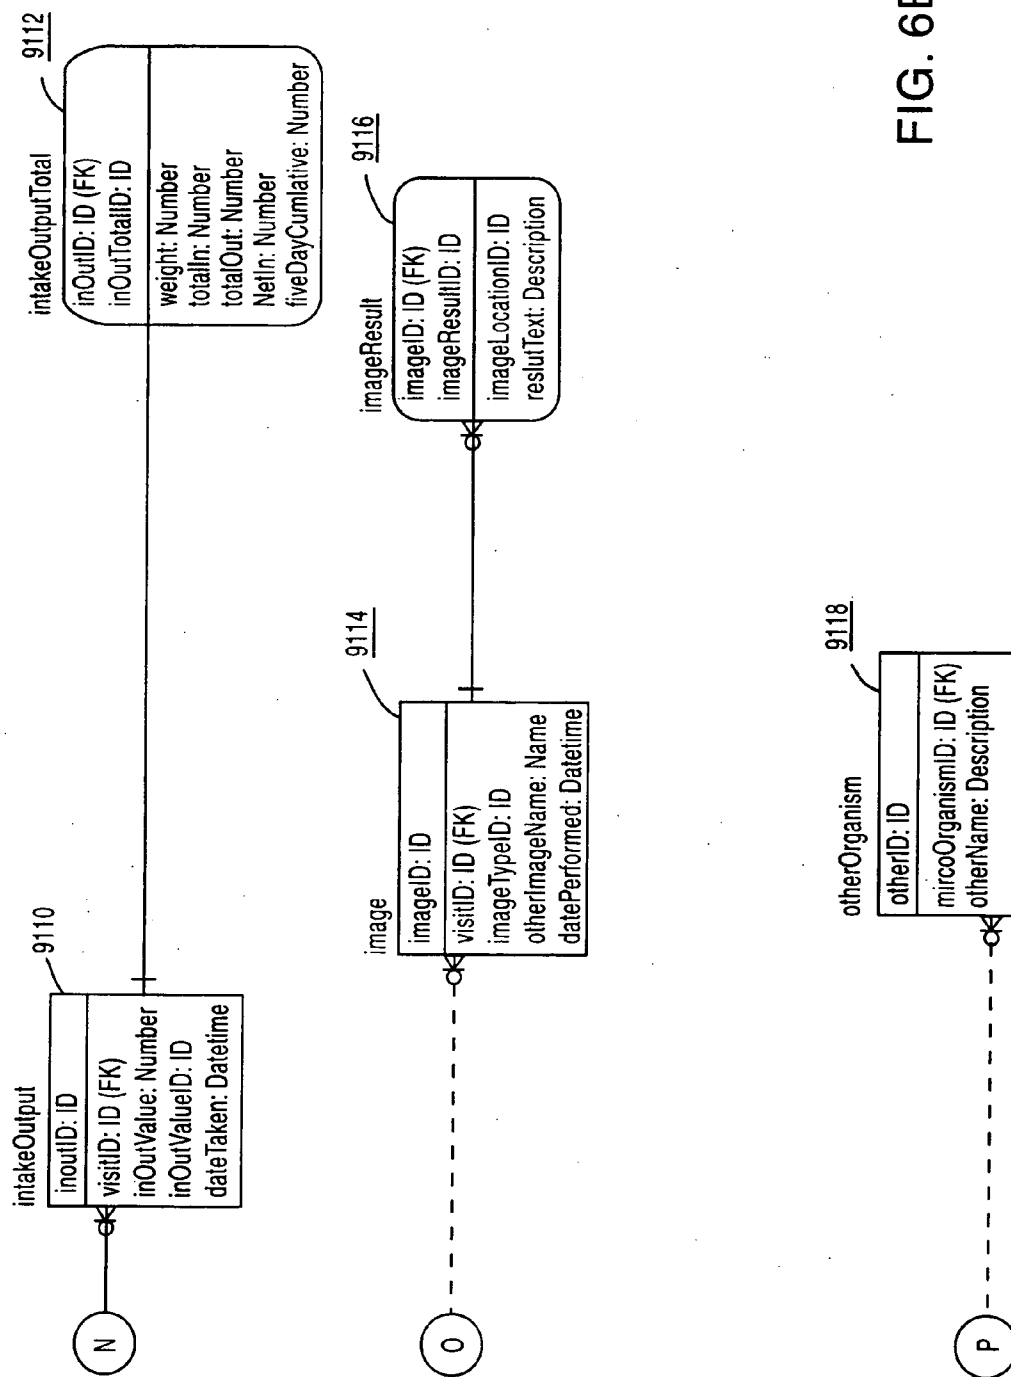 intakeOutputTotal
9112
inOutID: ID (FK)
inOutTotalID: ID
weight: Number
totalIn: Number
totalOut: Number
NetIn: Number
fiveDayCumlative: Number
intakeOutput
9110
inoutID: ID
visitID: ID (FK)
inOutValue: Number
inOutValueID: ID
dateTaken: Datetime
N
imageResult
9116
imageID: ID (FK)
imageResultID: ID
imageLocationID: ID
reslutText: Description
image
9114
imageID: ID
visitID: ID (FK)
imageTypeID: ID
otherImageName: Name
datePerformed: Datetime
O
otherOrganism
9118
otherID: ID
mircoOrganismID: ID (FK)
otherName: Description
P
FIG.